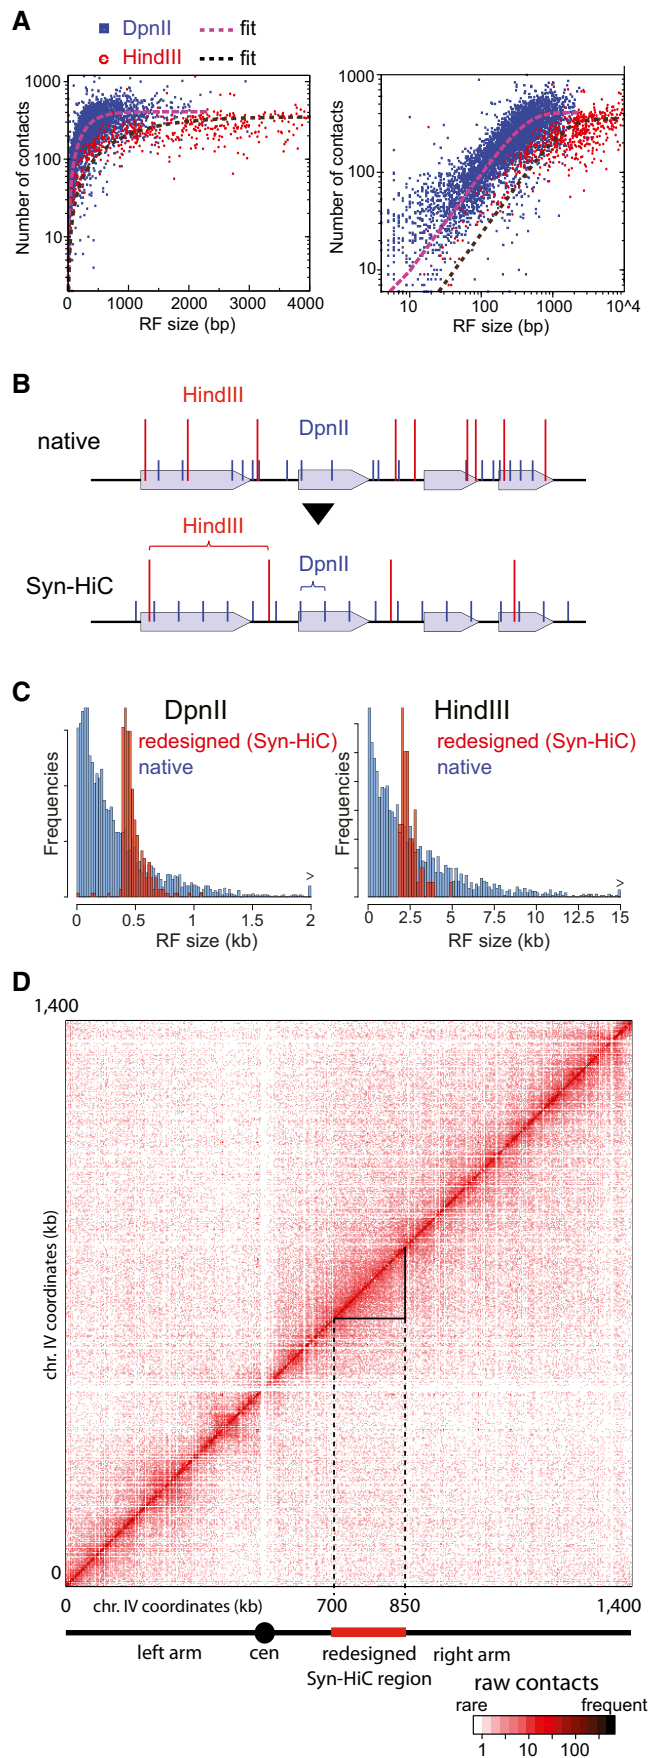 A
DpnII
fit
HindIII
fit
Number of contacts
1000
100
10
0
1000
2000
3000
4000
RF size (bp)
Number of contacts
1000
100
10
10
100
1000
10^4
RF size (bp)
B
HindIII
native
DpnII
HindIII
Syn-HiC
DpnII
C
DpnII
redesigned (Syn-HiC)
native
Frequencies
>
0
0.5
1
1.5
2
RF size (kb)
HindIII
redesigned (Syn-HiC)
native
Frequencies
>
0
2.5
5
7.5
10
12.5
15
RF size (kb)
D
1,400
chr. IV coordinates (kb)
0
0
chr. IV coordinates (kb)
700
850
1,400
left arm
cen
redesigned
Syn-HiC region
right arm
raw contacts
rare
frequent
1
10
100